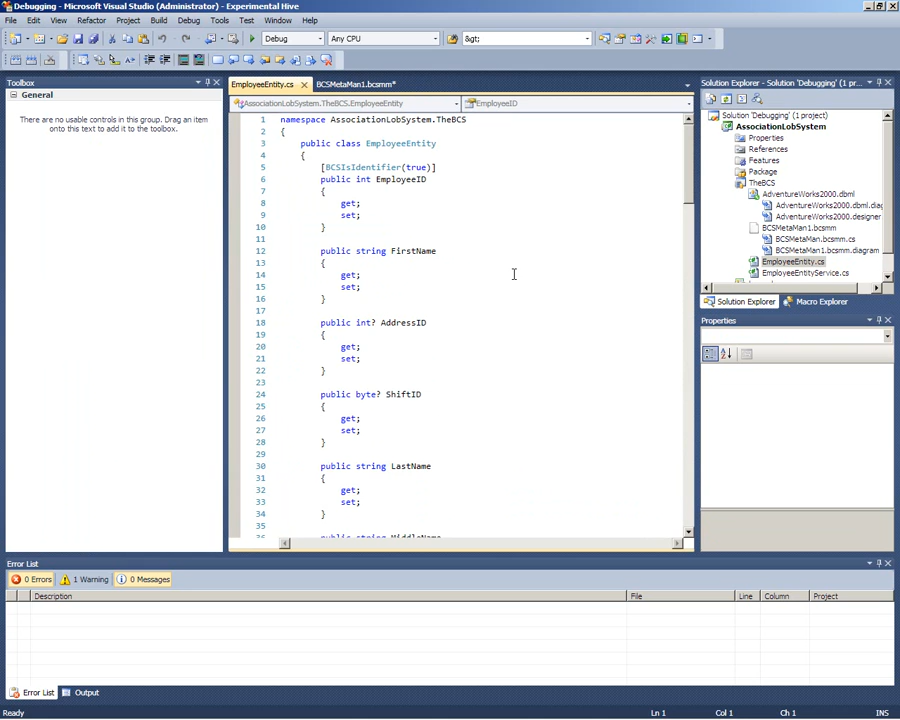 Debugging - Microsoft Visual Studio (Administrator) - Experimental Hive
File Edit View Refactor Project Build Debug Tools Test Window Help
Debug Any CPU &gt;
Toolbox
General
There are no usable controls in this group. Drag an item
onto this text to add it to the toolbox.
EmployeeEntity.cs BCSMetaMan1.bcsmm*
AssociationLobSystem.TheBCS.EmployeeEntity EmployeeID
1 namespace AssociationLobSystem.TheBCS
2 {
3 public class EmployeeEntity
4 {
5 [BCSIsIdentifier(true)]
6 public int EmployeeID
7 {
8 get;
9 set;
10 }
11
12 public string FirstName
13 {
14 get;
15 set;
16 }
17
18 public int? AddressID
19 {
20 get;
21 set;
22 }
23
24 public byte? ShiftID
25 {
26 get;
27 set;
28 }
29
30 public string LastName
31 {
32 get;
33 set;
34 }
35
36 public string MiddleName
Solution Explorer - Solution 'Debugging' (1 pr...
Solution 'Debugging' (1 project)
AssociationLobSystem
Properties
References
Features
Package
TheBCS
AdventureWorks2000.dbml
AdventureWorks2000.dbml.diag
AdventureWorks2000.designer
BCSMetaMan1.bcsmm
BCSMetaMan.bcsmm.cs
BCSMetaMan1.bcsmm.diagram
EmployeeEntity.cs
EmployeeEntityService.cs
Solution Explorer Macro Explorer
Properties
Error List
0 Errors 1 Warning 0 Messages
Description File Line Column Project
Error List Output
Ready Ln 1 Col 1 Ch 1 INS